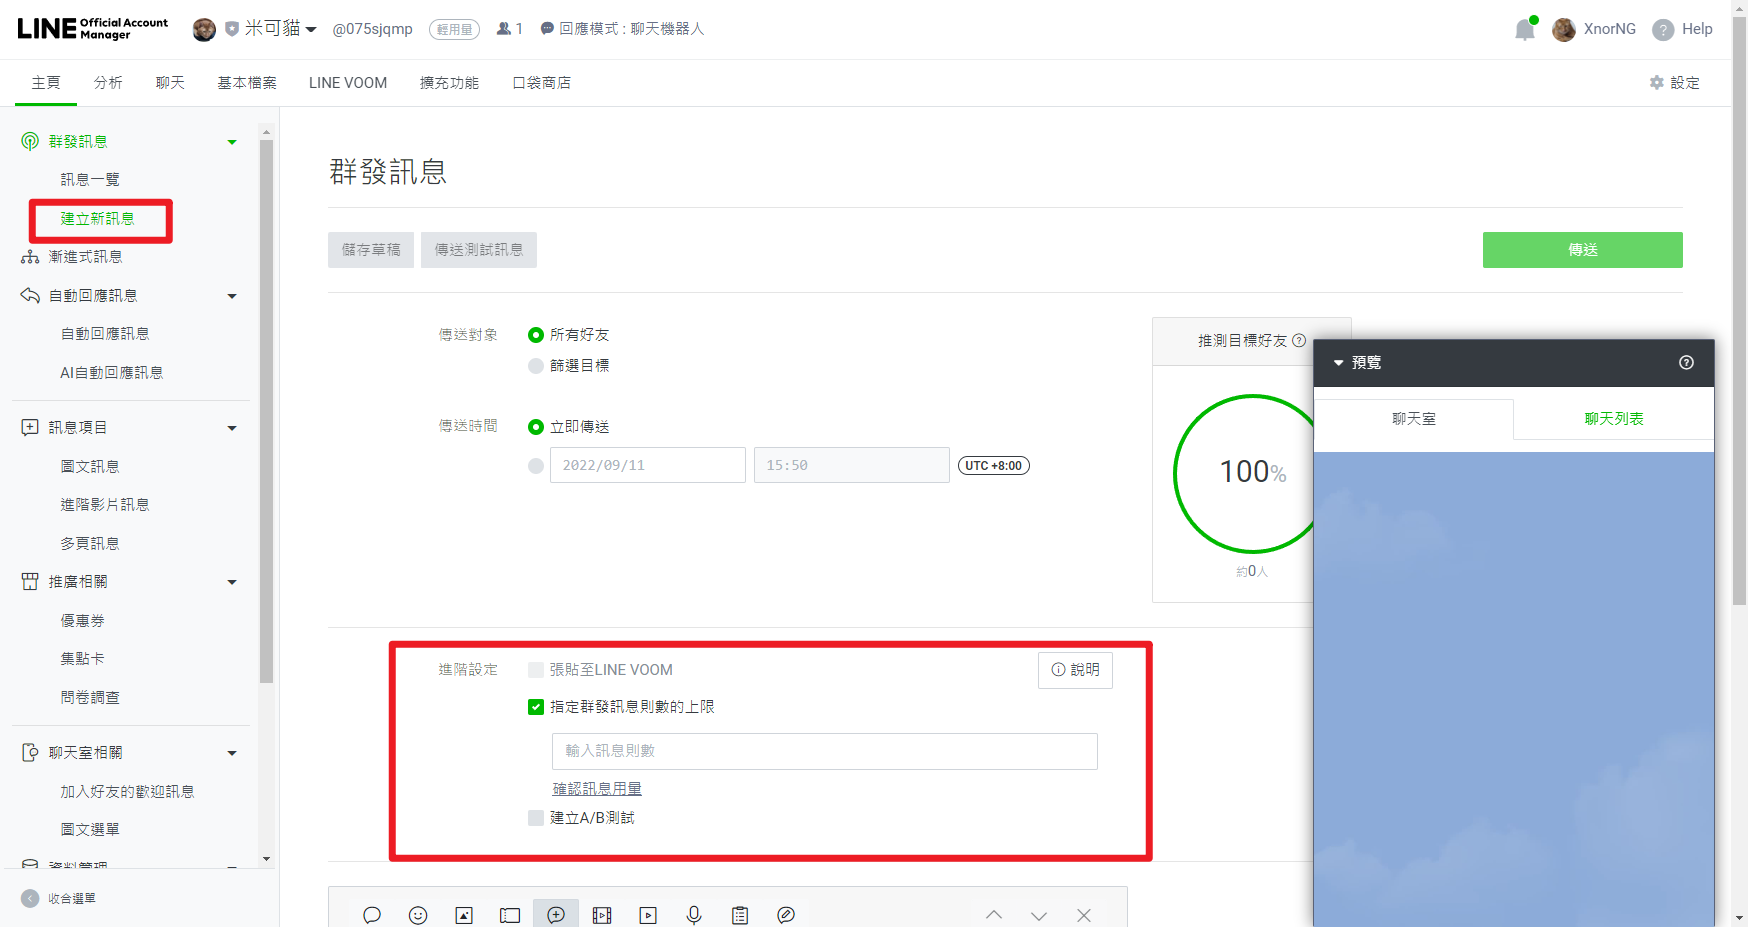 LINE Official Account Manager
米可貓
@075sjqmp
輕用量
1
回應模式 : 聊天機器人
XnorNG
? Help
主頁
分析
聊天
基本檔案
LINE VOOM
擴充功能
口袋商店
設定
群發訊息
訊息一覽
建立新訊息
漸進式訊息
自動回應訊息
自動回應訊息
AI自動回應訊息
訊息項目
圖文訊息
進階影片訊息
多頁訊息
推廣相關
優惠券
集點卡
問卷調查
聊天室相關
加入好友的歡迎訊息
圖文選單
資料管理
收合選單
群發訊息
儲存草稿
傳送測試訊息
傳送
傳送對象
所有好友
篩選目標
傳送時間
立即傳送
2022/09/11
15:50
UTC +8:00
推測目標好友
100%
約0人
預覽
聊天室
聊天列表
進階設定
張貼至LINE VOOM
說明
指定群發訊息則數的上限
輸入訊息則數
確認訊息用量
建立A/B測試